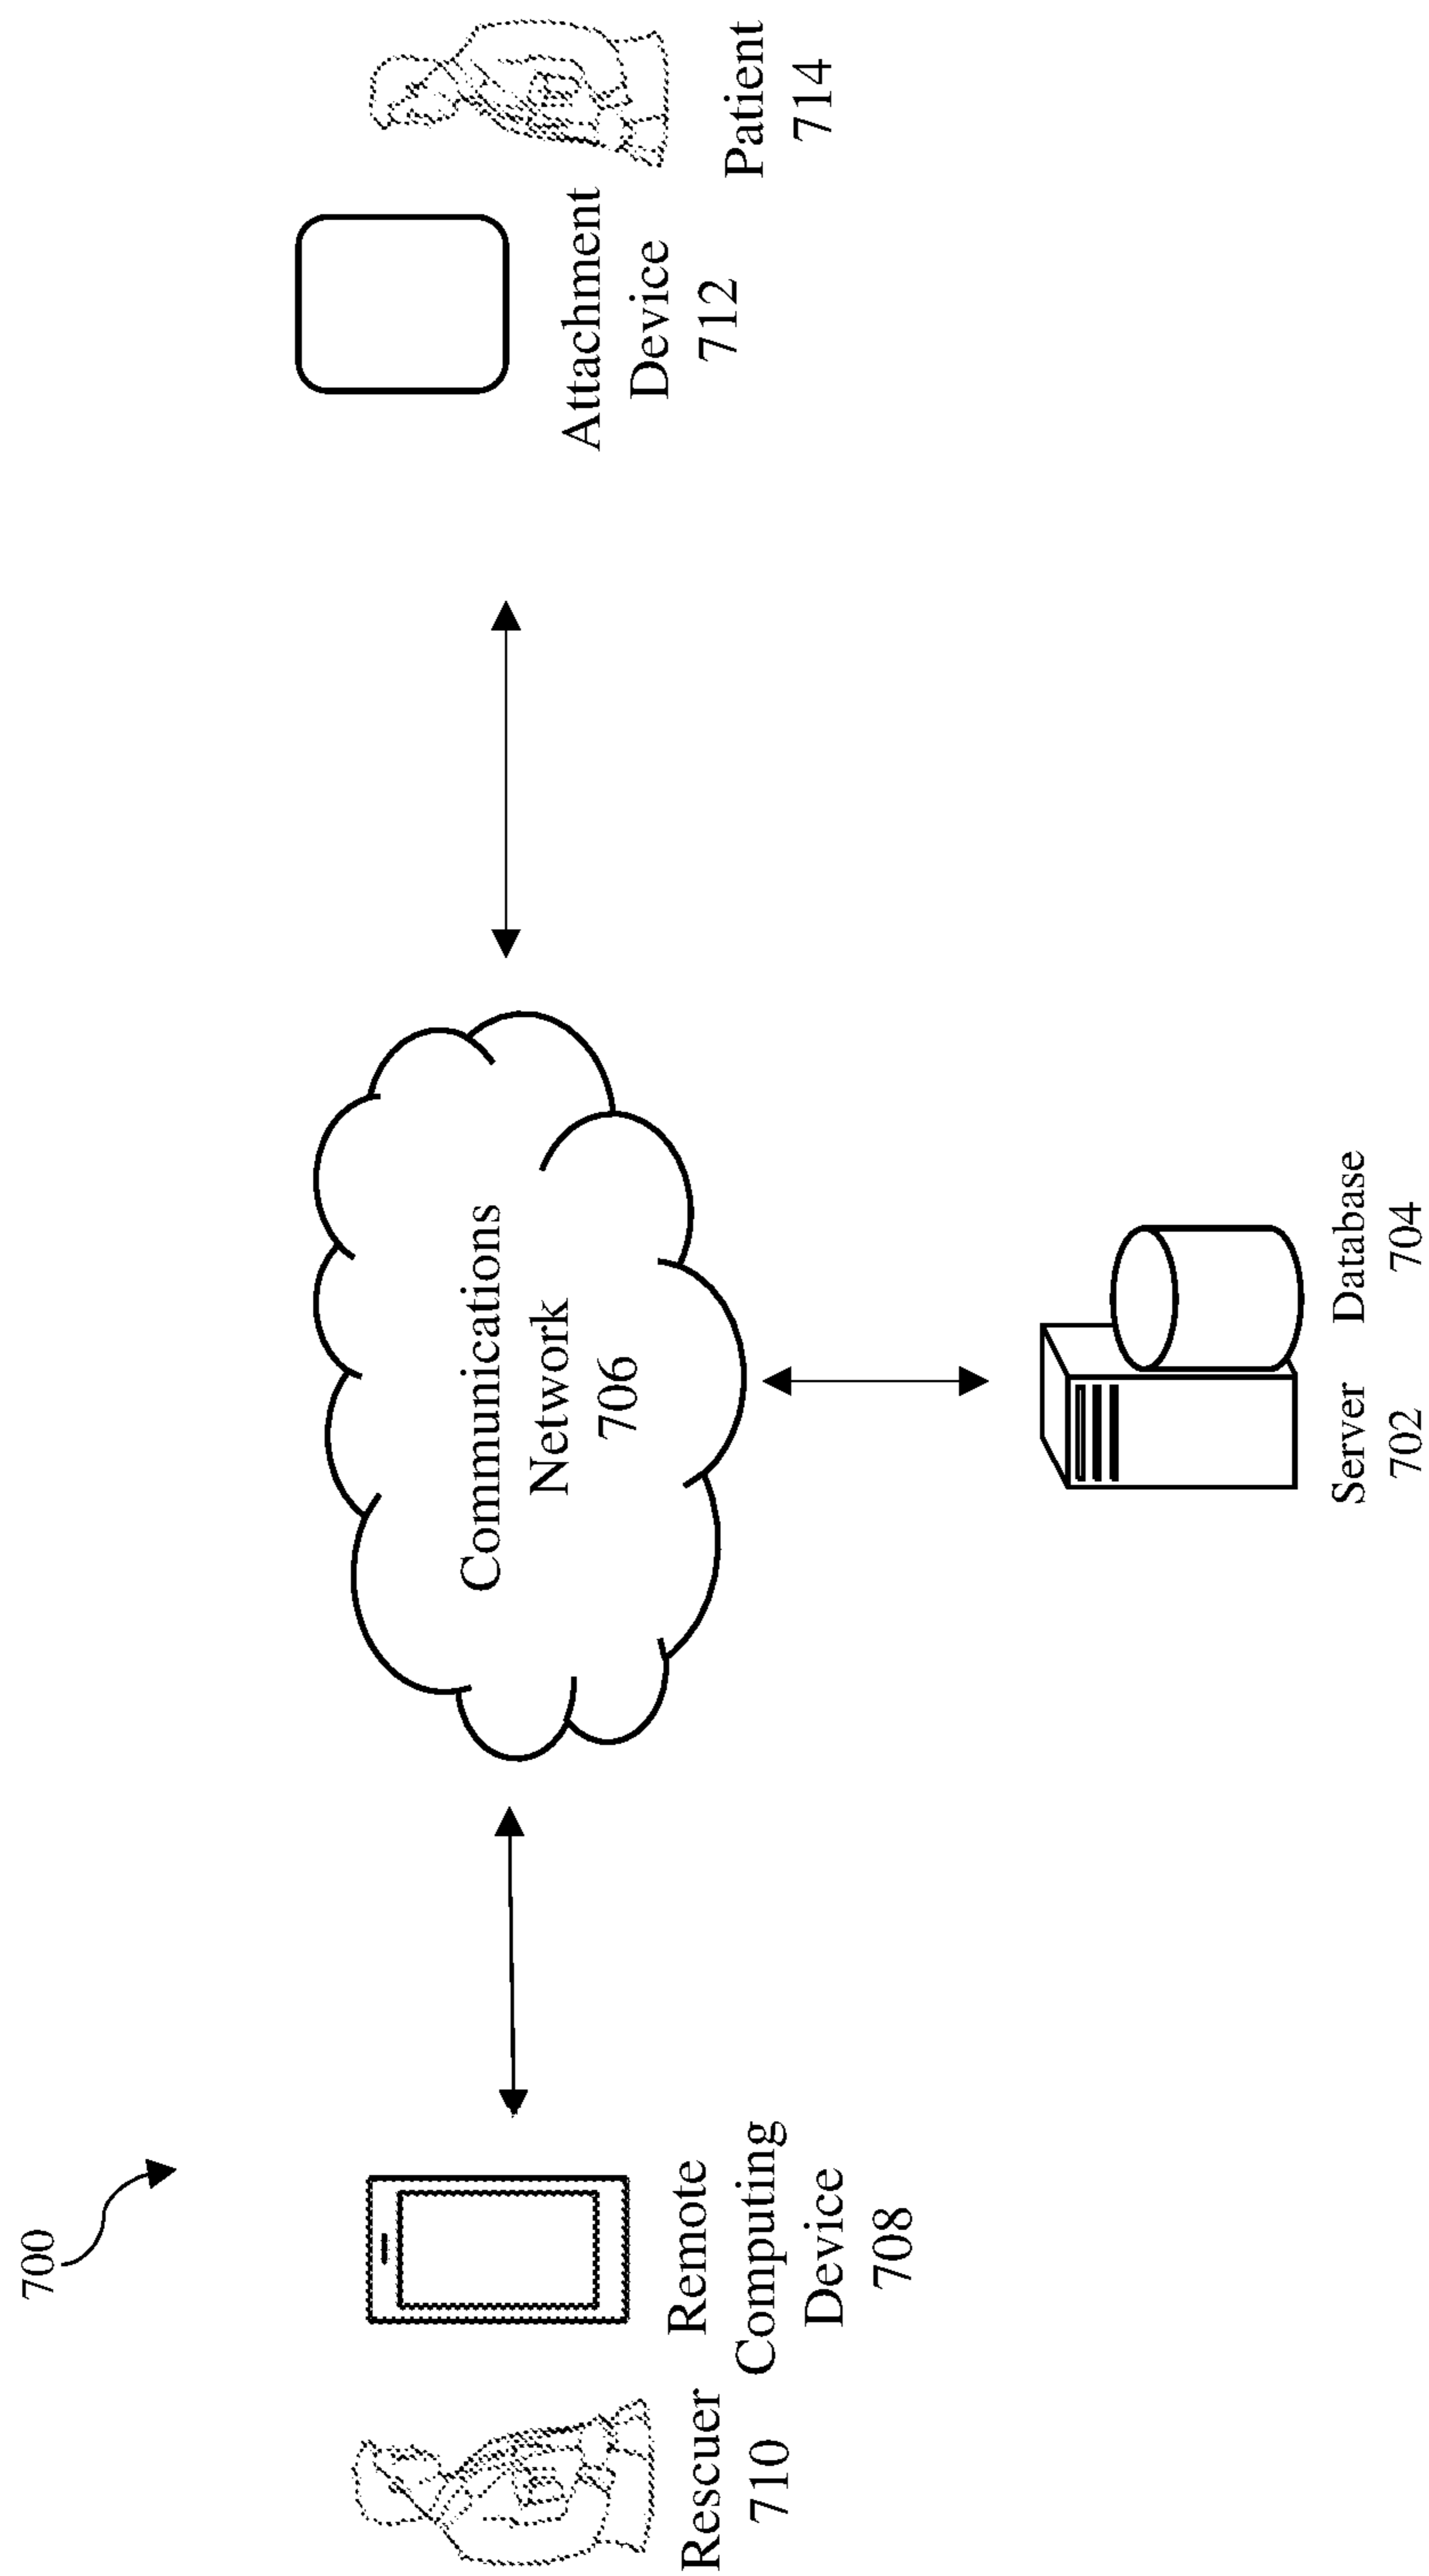 700
Communications
Network
706
Rescuer
710
Remote
Computing
Device
708
Attachment
Device
712
Patient
714
Server
702
Database
704